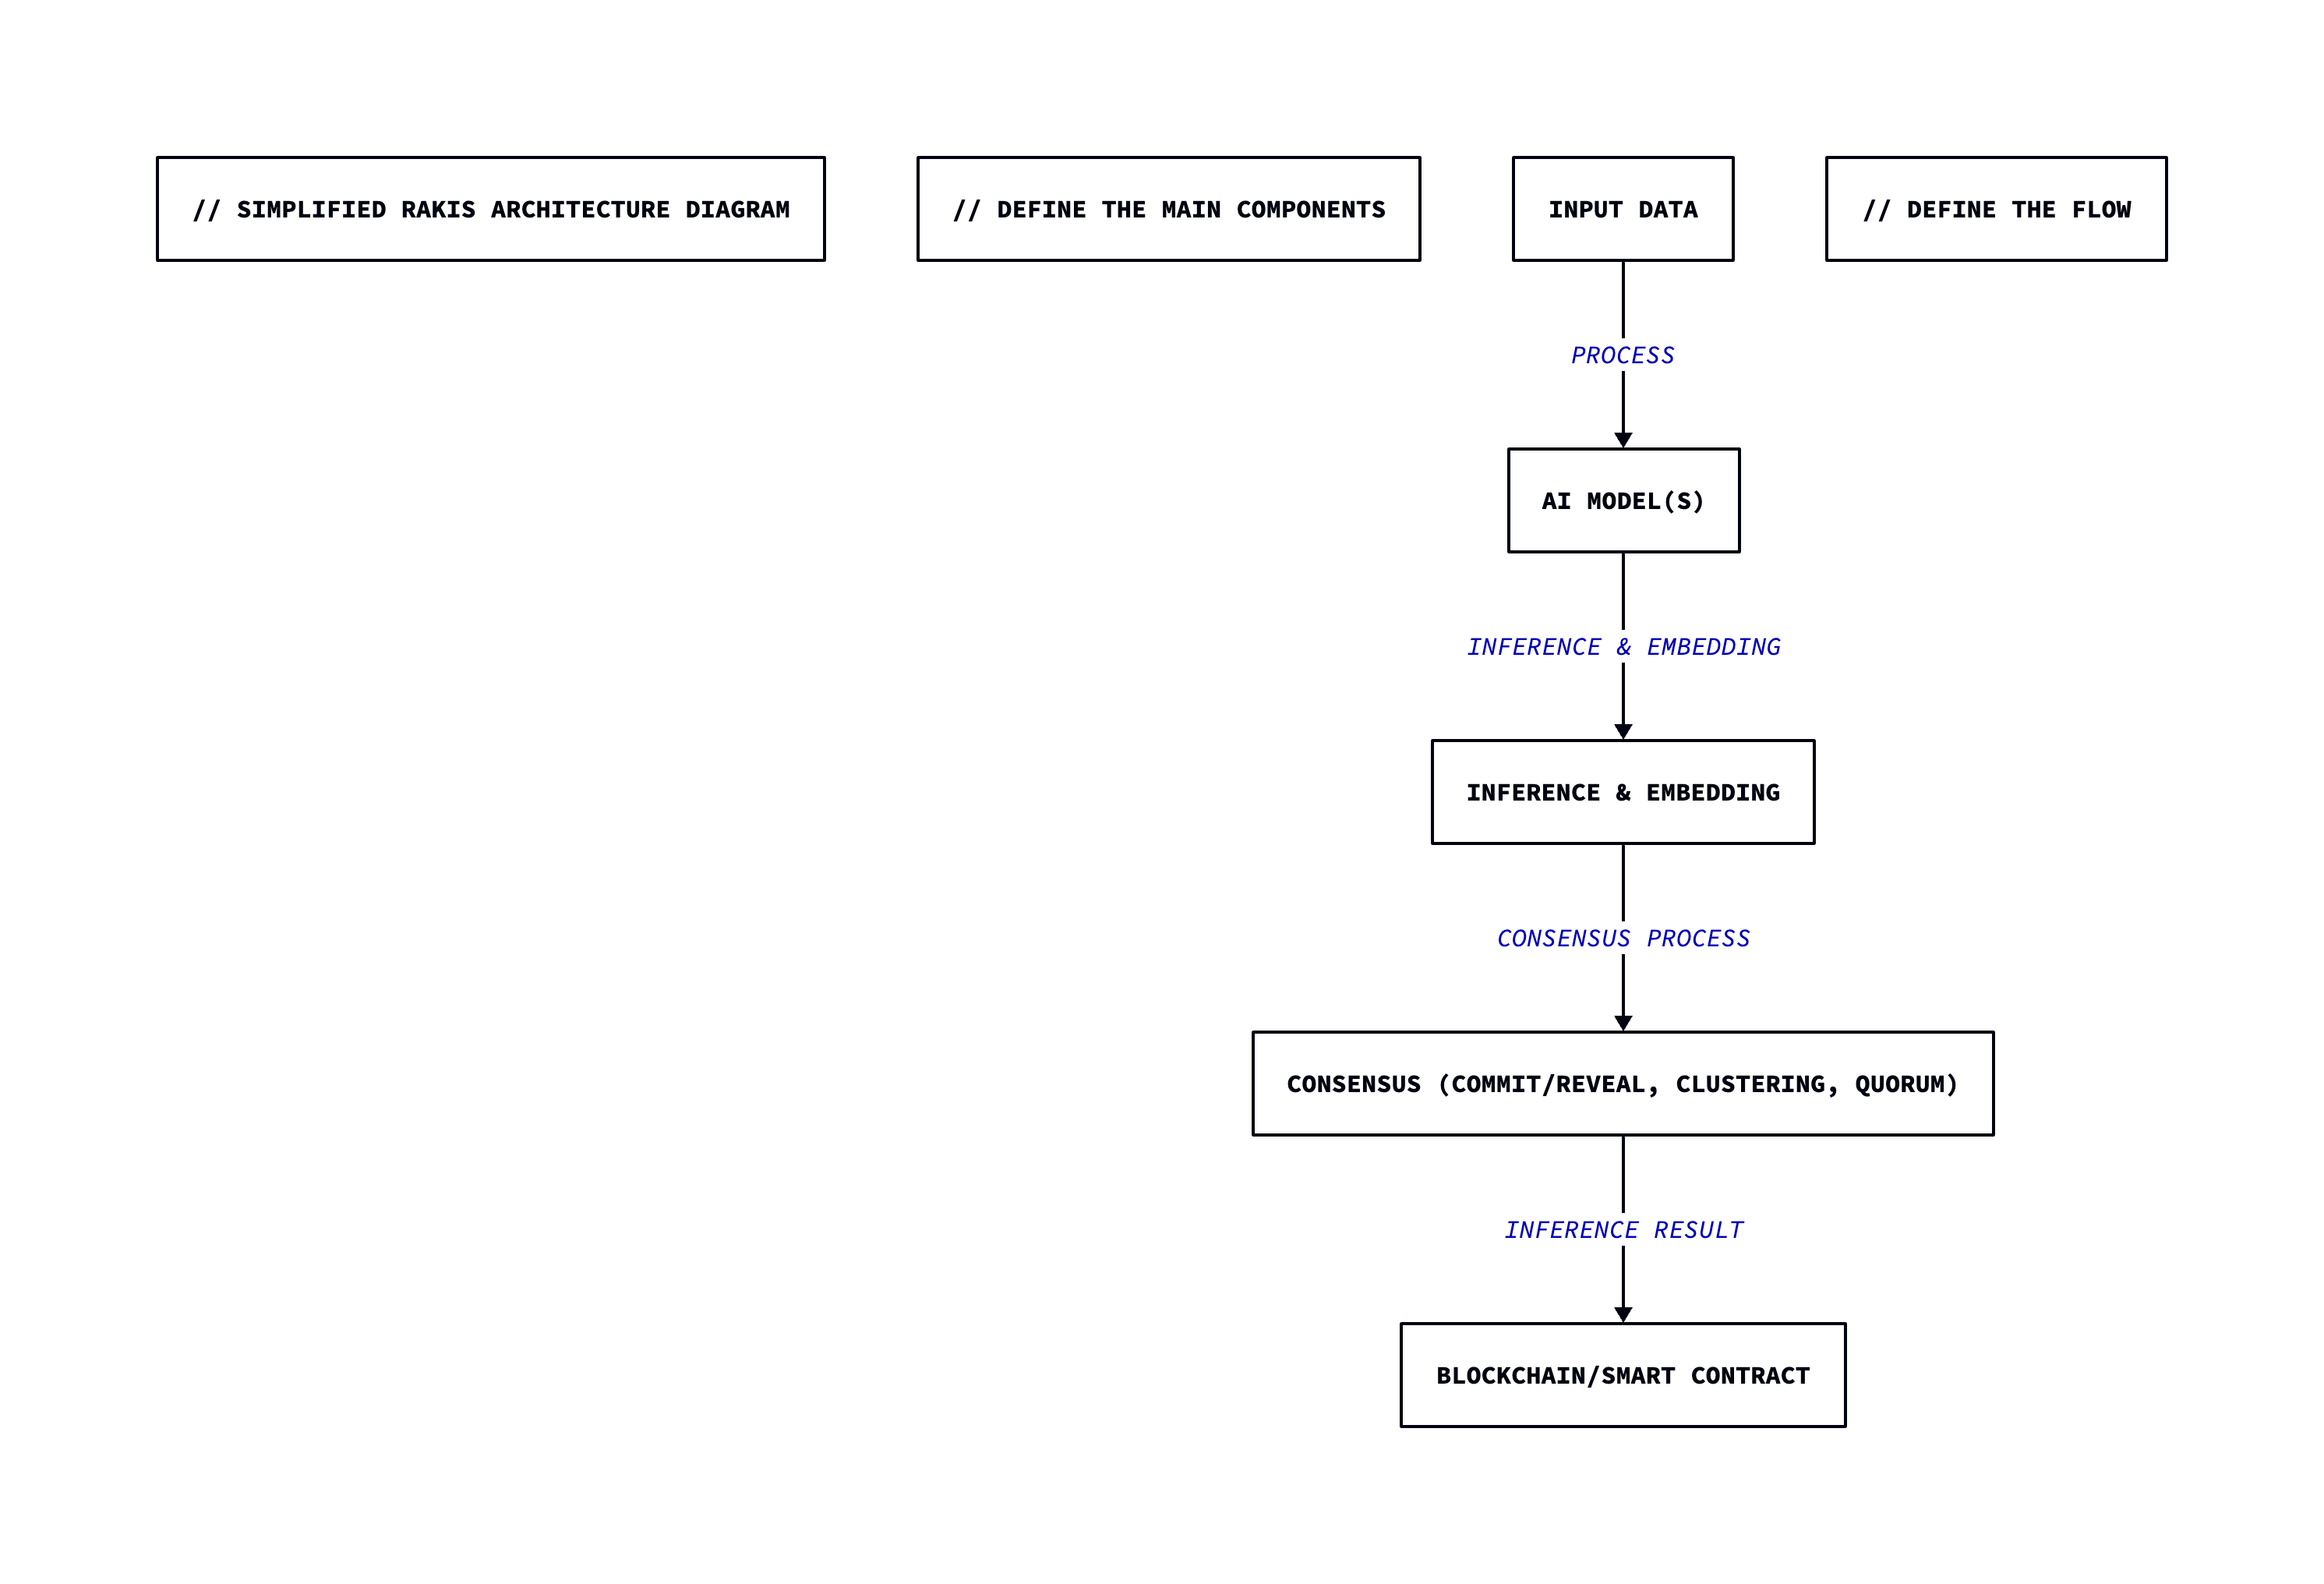 // SIMPLIFIED RAKIS ARCHITECTURE DIAGRAM
// DEFINE THE MAIN COMPONENTS
INPUT DATA
// DEFINE THE FLOW
PROCESS
AI MODEL(S)
INFERENCE & EMBEDDING
INFERENCE & EMBEDDING
CONSENSUS PROCESS
CONSENSUS (COMMIT/REVEAL, CLUSTERING, QUORUM)
INFERENCE RESULT
BLOCKCHAIN/SMART CONTRACT